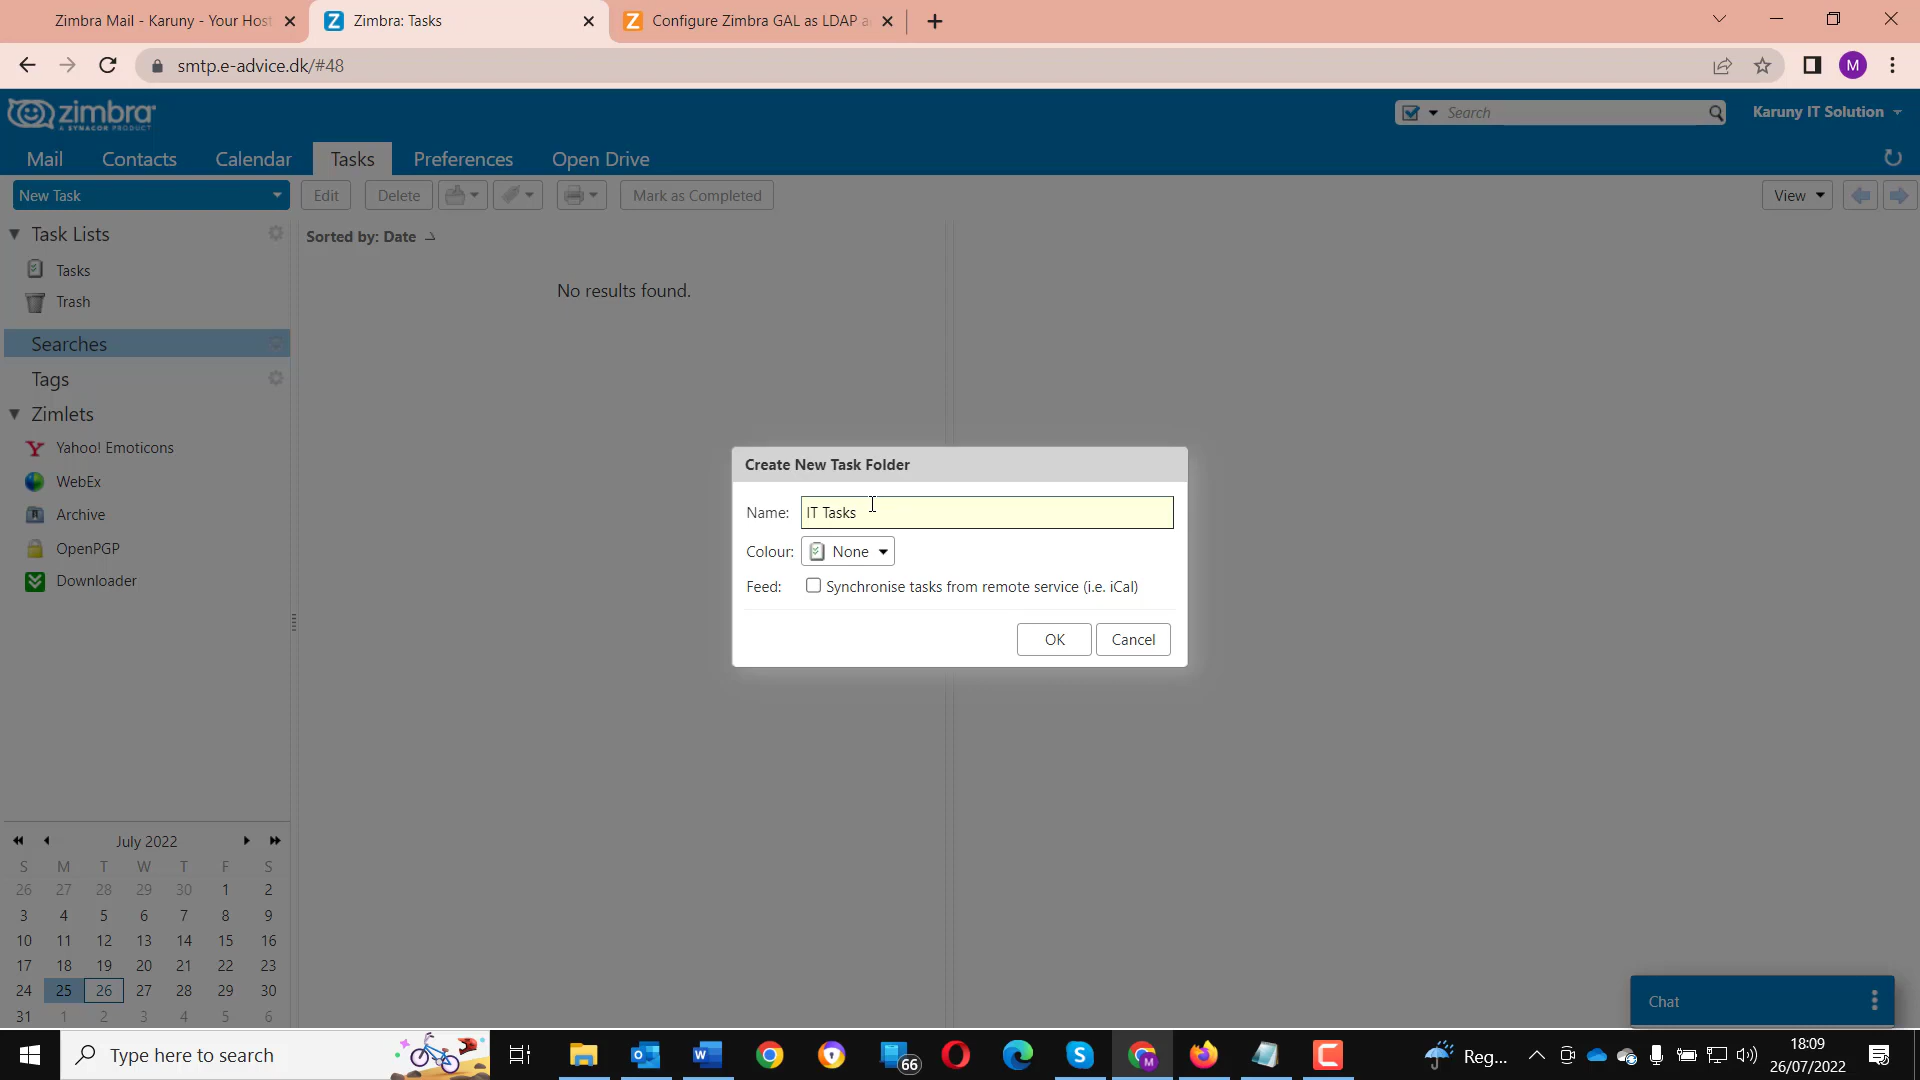 Zimbra Mail - Karuny - Your Host
Zimbra: Tasks
Configure Zimbra GAL as LDAP a
smtp.e-advice.dk/#48
M
zimbra
A SYNACOR PRODUCT
Search
Karuny IT Solution
Mail
Contacts
Calendar
Tasks
Preferences
Open Drive
New Task
Edit
Delete
Mark as Completed
View
Task Lists
Sorted by: Date
Tasks
No results found.
Trash
Searches
Tags
Zimlets
Yahoo! Emoticons
WebEx
Archive
OpenPGP
Downloader
Create New Task Folder
Name: IT Tasks
Colour: None
Feed: Synchronise tasks from remote service (i.e. iCal)
OK Cancel
July 2022
S M T W T F S
26 27 28 29 30 1 2
3 4 5 6 7 8 9
10 11 12 13 14 15 16
17 18 19 20 21 22 23
24 25 26 27 28 29 30
31 1 2 3 4 5 6
Chat
Type here to search
66
M
Reg...
18:09
26/07/2022